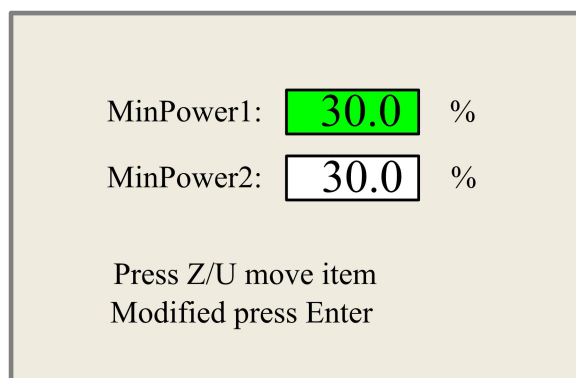 MinPower1: 30.0 %
MinPower2: 30.0 %
Press Z/U move item
Modified press Enter